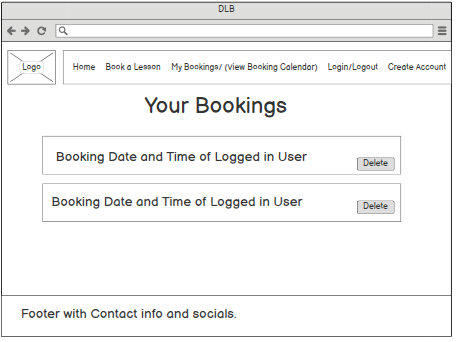 DLB
Logo
Home Book a Lesson My Bookings/ (View Booking Calendar) Login/Logout Create Account
Your Bookings
Booking Date and Time of Logged in User
Delete
Booking Date and Time of Logged in User
Delete
Footer with Contact info and socials.